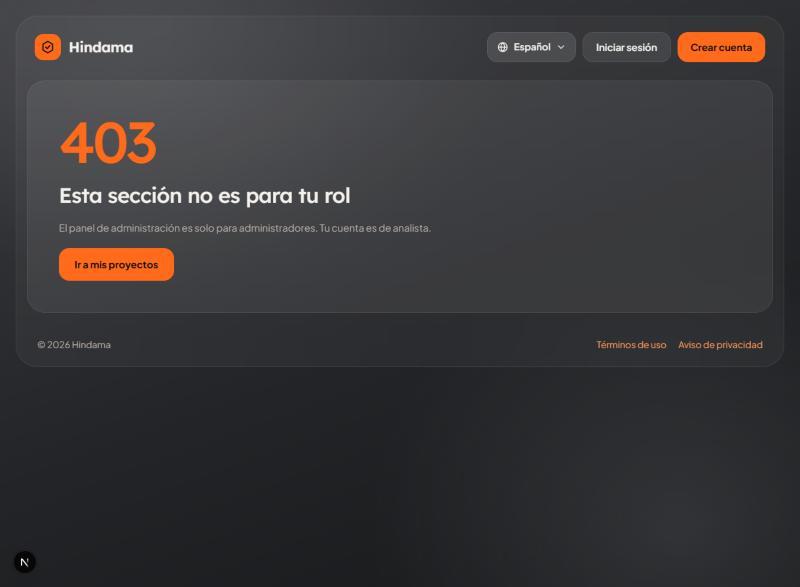 Hindama
Español
Iniciar sesión
Crear cuenta
403
Esta sección no es para tu rol
El panel de administración es solo para administradores. Tu cuenta es de analista.
Ir a mis proyectos
© 2026 Hindama
Términos de uso
Aviso de privacidad
N